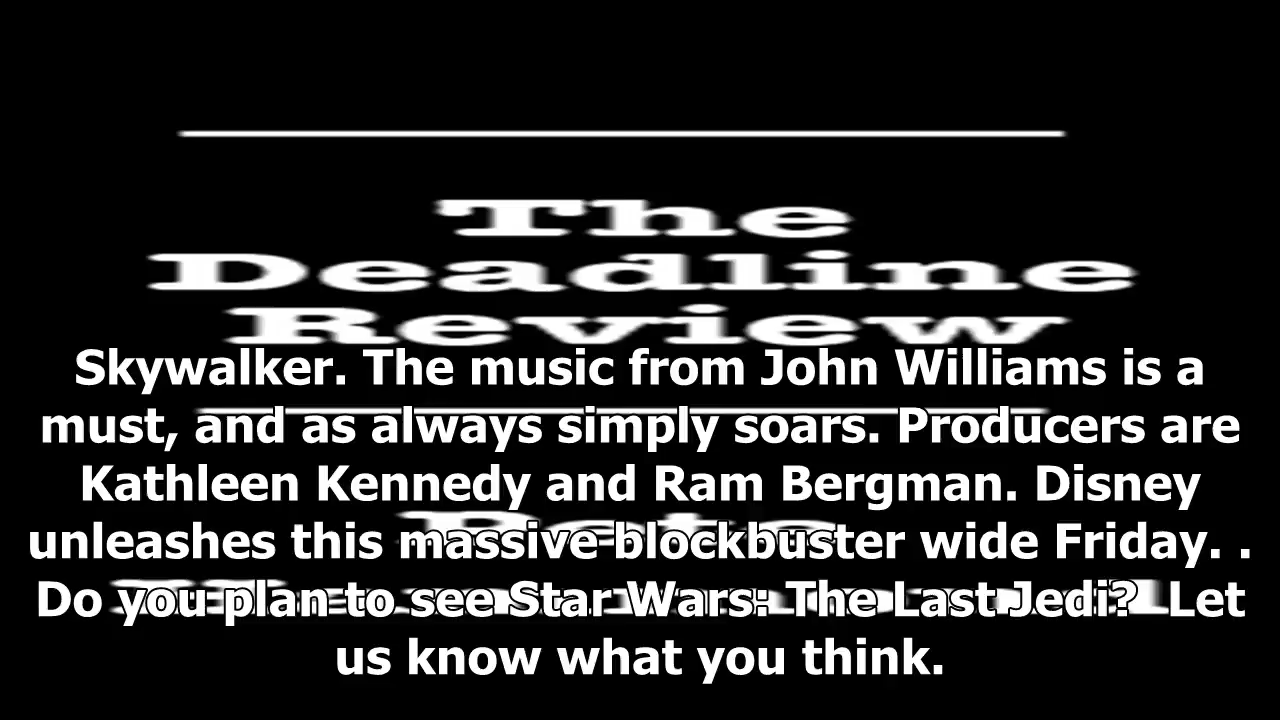 The
Deadline
Review
Skywalker. The music from John Williams is a
must, and as always simply soars. Producers are
Kathleen Kennedy and Ram Bergman. Disney
unleashes this massive blockbuster wide Friday. .
Do you plan to see Star Wars: The Last Jedi? Let
us know what you think.